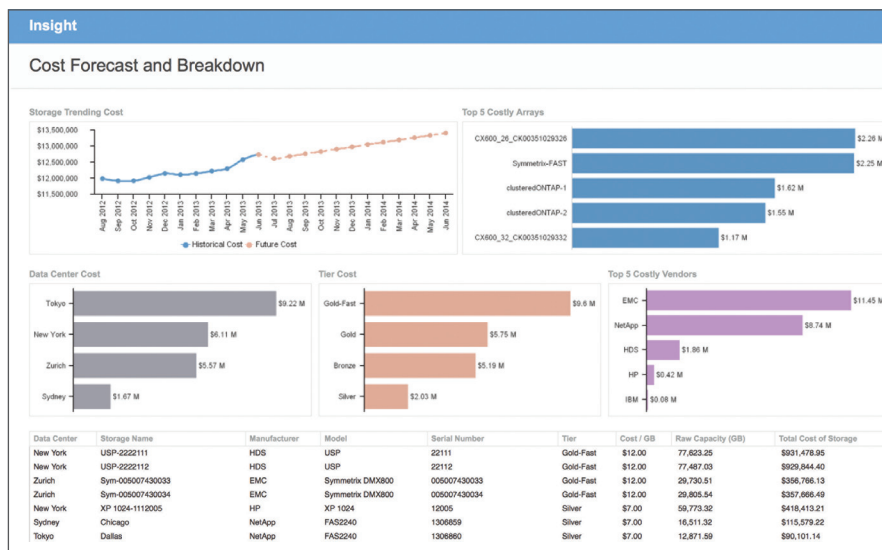 Insight
Cost Forecast and Breakdown
Storage Trending Cost
$13,500,000
$13,000,000
$12,500,000
$12,000,000
$11,500,000
Aug 2012
Sep 2012
Oct 2012
Nov 2012
Dec 2012
Jan 2013
Feb 2013
Mar 2013
Apr 2013
May 2013
Jun 2013
Jul 2013
Aug 2013
Sep 2013
Oct 2013
Nov 2013
Dec 2013
Jan 2014
Feb 2014
Mar 2014
Apr 2014
May 2014
Jun 2014
Historical Cost Future Cost
Top 5 Costly Arrays
CX600_26_CK00351029326 $2.26 M
Symmetrix-FAST $2.25 M
clusteredONTAP-1 $1.62 M
clusteredONTAP-2 $1.55 M
CX600_32_CK00351029332 $1.17 M
Data Center Cost
Tokyo $9.22 M
New York $6.11 M
Zurich $5.57 M
Sydney $1.67 M
Tier Cost
Gold-Fast $9.6 M
Gold $5.75 M
Bronze $5.19 M
Silver $2.03 M
Top 5 Costly Vendors
EMC $11.45 M
NetApp $8.74 M
HDS $1.86 M
HP $0.42 M
IBM $0.08 M
Data Center Storage Name Manufacturer Model Serial Number Tier Cost / GB Raw Capacity (GB) Total Cost of Storage
New York USP-2222111 HDS USP 22111 Gold-Fast $12.00 77,623.25 $931,478.95
New York USP-2222112 HDS USP 22112 Gold-Fast $12.00 77,487.03 $929,844.40
Zurich Sym-005007430033 EMC Symmetrix DMX800 005007430033 Gold-Fast $12.00 29,730.51 $356,766.13
Zurich Sym-005007430034 EMC Symmetrix DMX800 005007430034 Gold-Fast $12.00 29,805.54 $357,666.49
New York XP 1024-1112005 HP XP 1024 12005 Silver $7.00 59,773.32 $418,413.21
Sydney Chicago NetApp FAS2240 1306859 Silver $7.00 16,511.32 $115,579.22
Tokyo Dallas NetApp FAS2240 1306860 Silver $7.00 12,871.59 $90,101.14